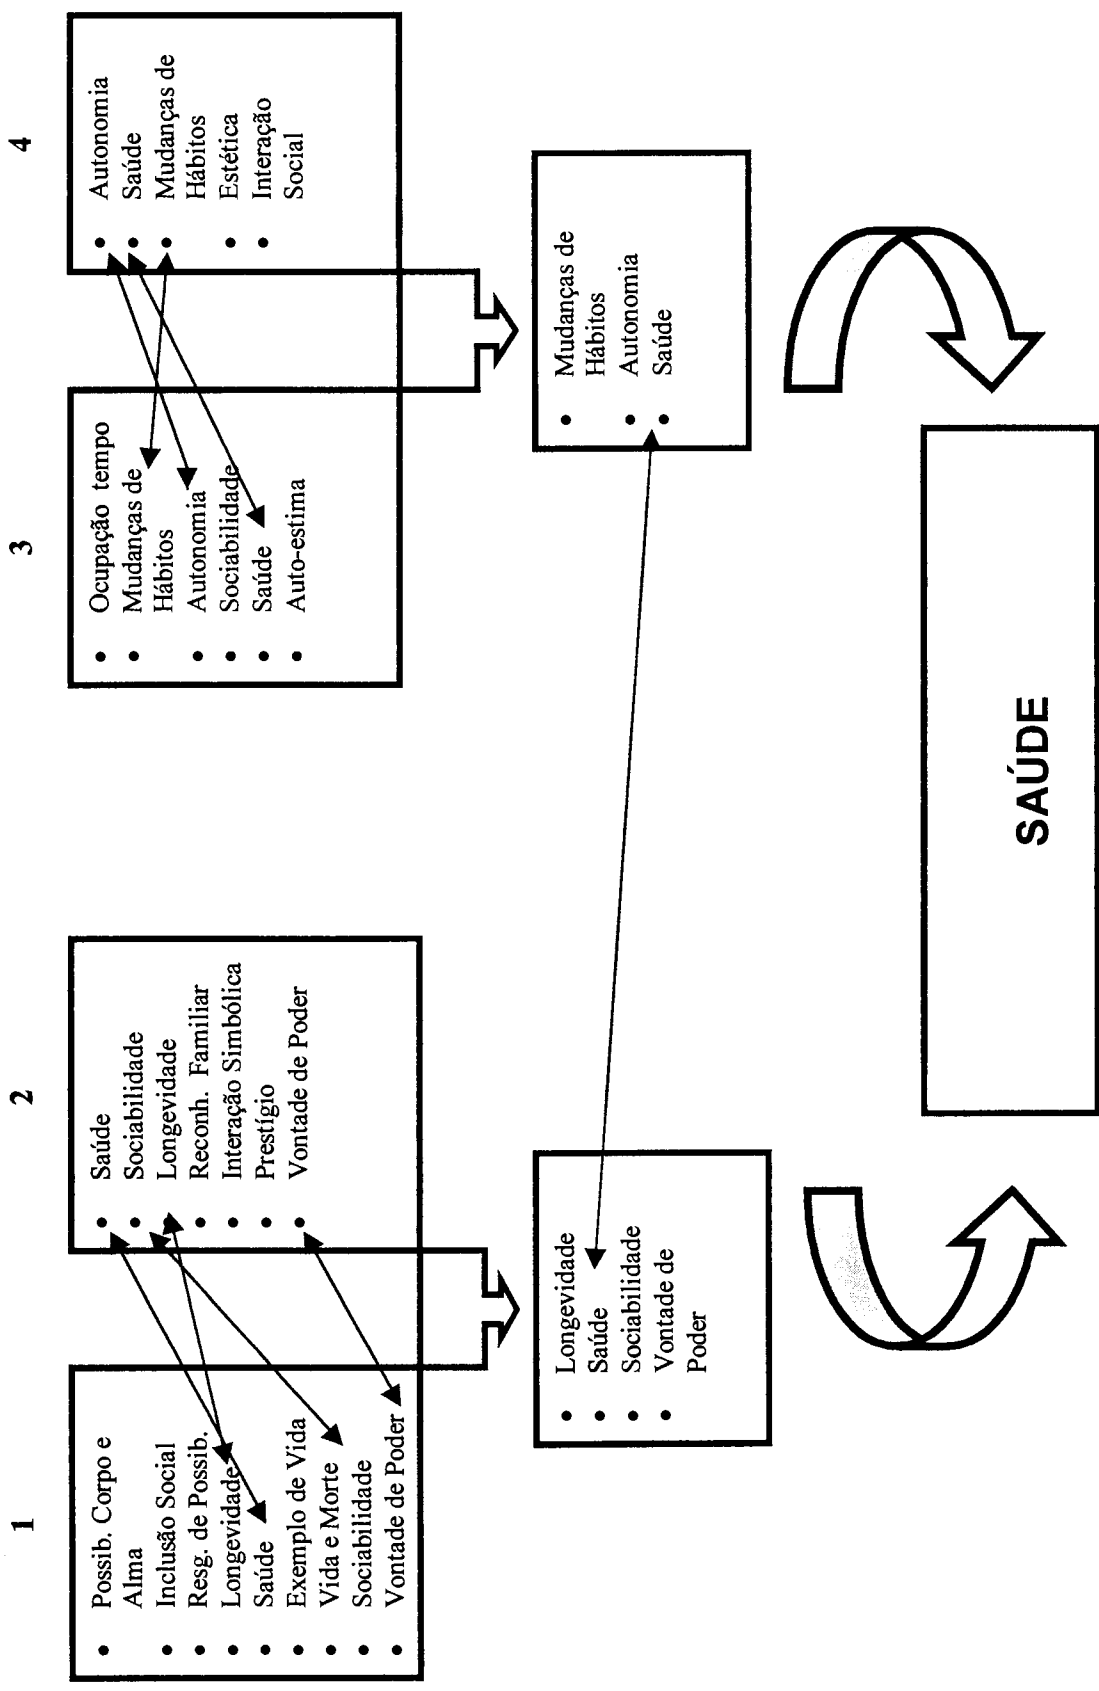 1
Possib. Corpo e
Alma
Inclusão Social
Resg. de Possib.
Longevidade
Saúde
Exemplo de Vida
Vida e Morte
Sociabilidade
Vontade de Poder
2
Saúde
Sociabilidade
Longevidade
Reconh. Familiar
Interação Simbólica
Prestígio
Vontade de Poder
3
Ocupação tempo
Mudanças de
Hábitos
Autonomia
Sociabilidade
Saúde
Auto-estima
4
Autonomia
Saúde
Mudanças de
Hábitos
Estética
Interação
Social
Longevidade
Saúde
Sociabilidade
Vontade de
Poder
Mudanças de
Hábitos
Autonomia
Saúde
SAÚDE